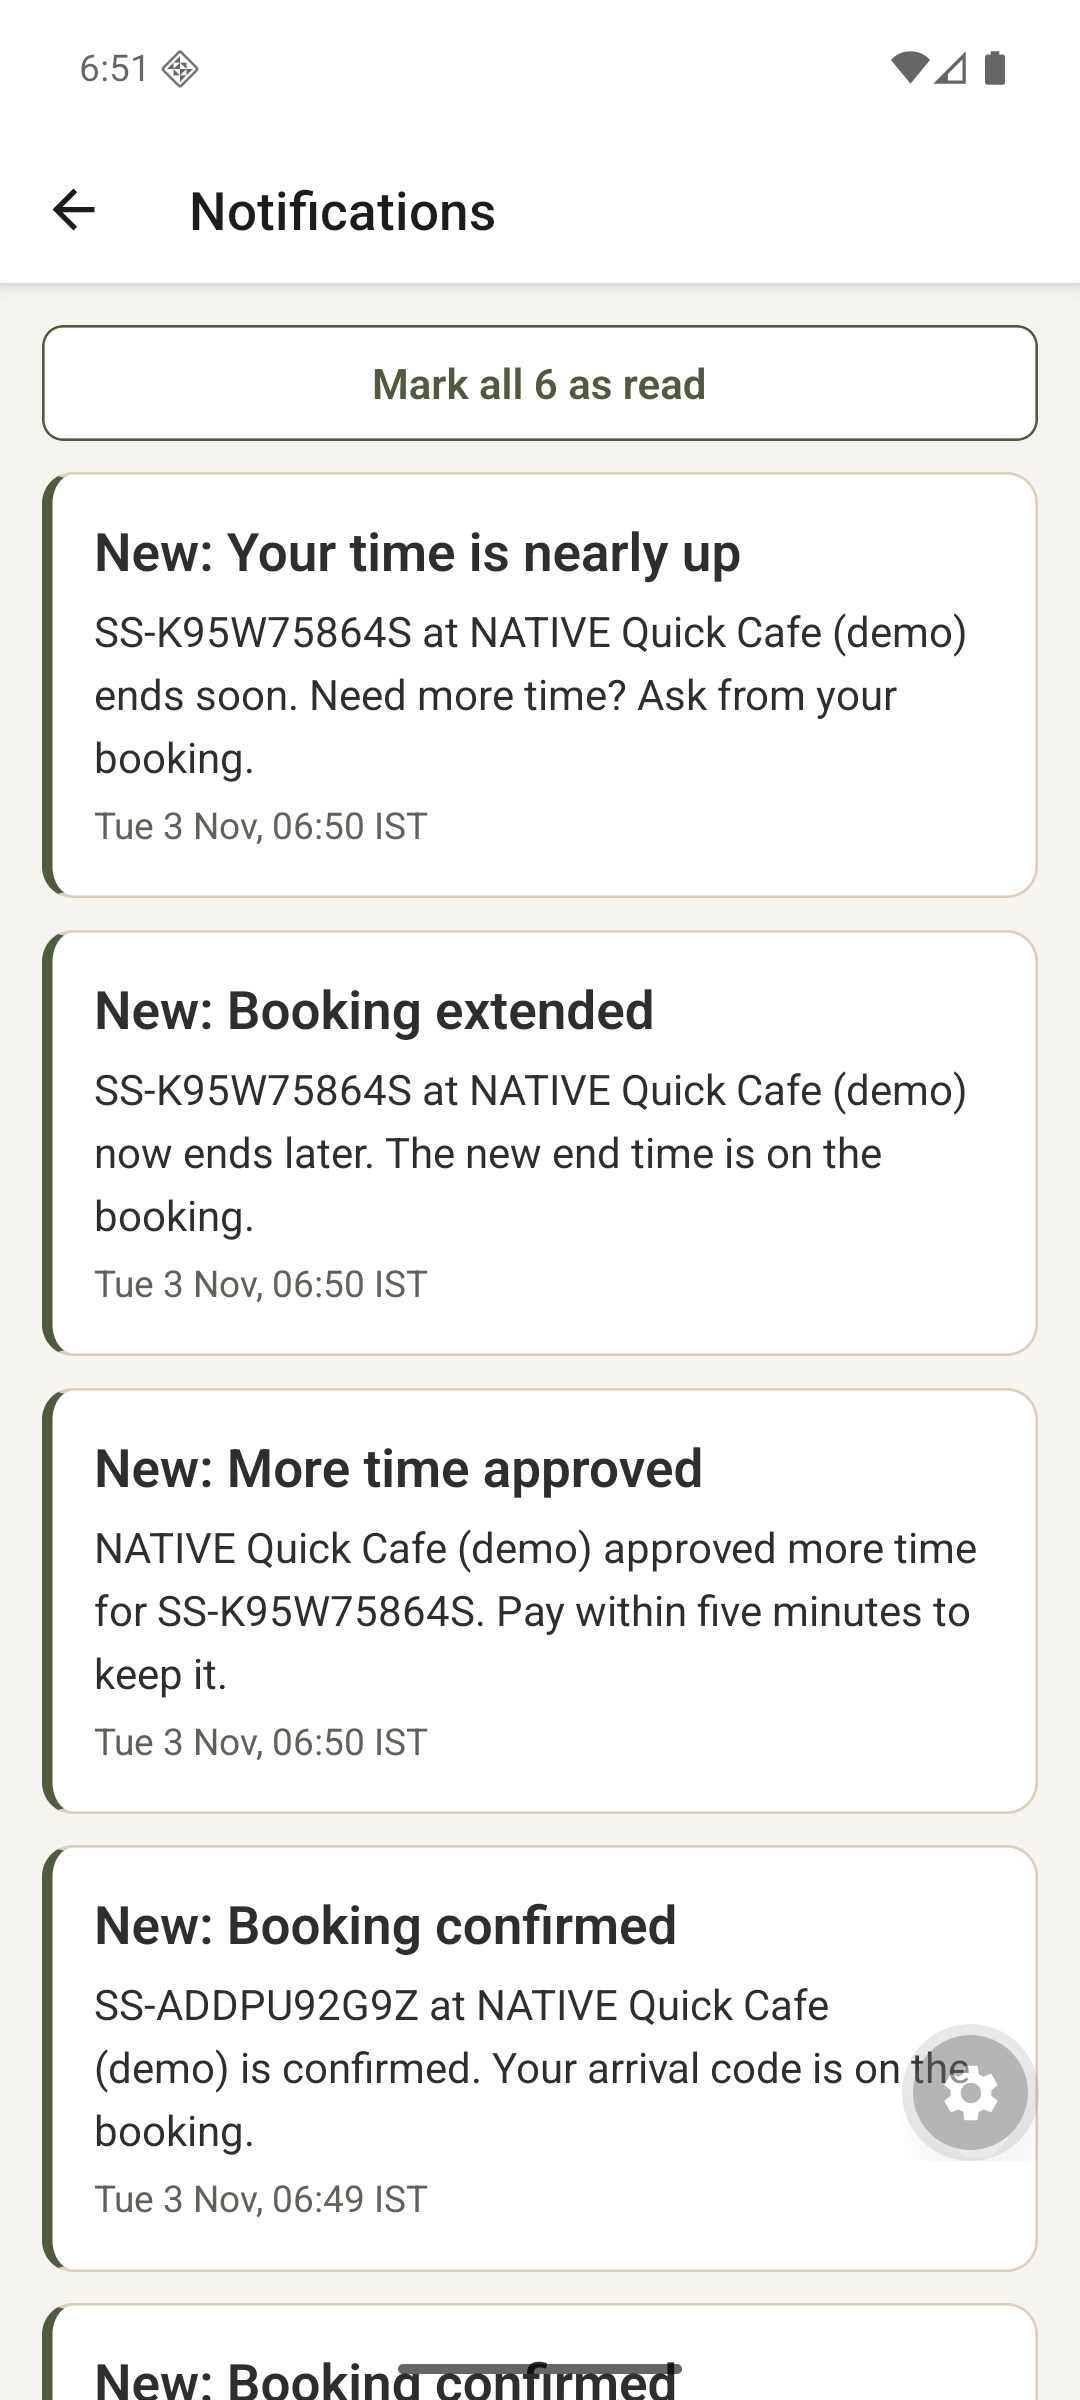 6:51
Notifications
Mark all 6 as read
New: Your time is nearly up
SS-K95W75864S at NATIVE Quick Cafe (demo)
ends soon. Need more time? Ask from your
booking.
Tue 3 Nov, 06:50 IST
New: Booking extended
SS-K95W75864S at NATIVE Quick Cafe (demo)
now ends later. The new end time is on the
booking.
Tue 3 Nov, 06:50 IST
New: More time approved
NATIVE Quick Cafe (demo) approved more time
for SS-K95W75864S. Pay within five minutes to
keep it.
Tue 3 Nov, 06:50 IST
New: Booking confirmed
SS-ADDPU92G9Z at NATIVE Quick Cafe
(demo) is confirmed. Your arrival code is on the
booking.
Tue 3 Nov, 06:49 IST
New: Booking confirmed